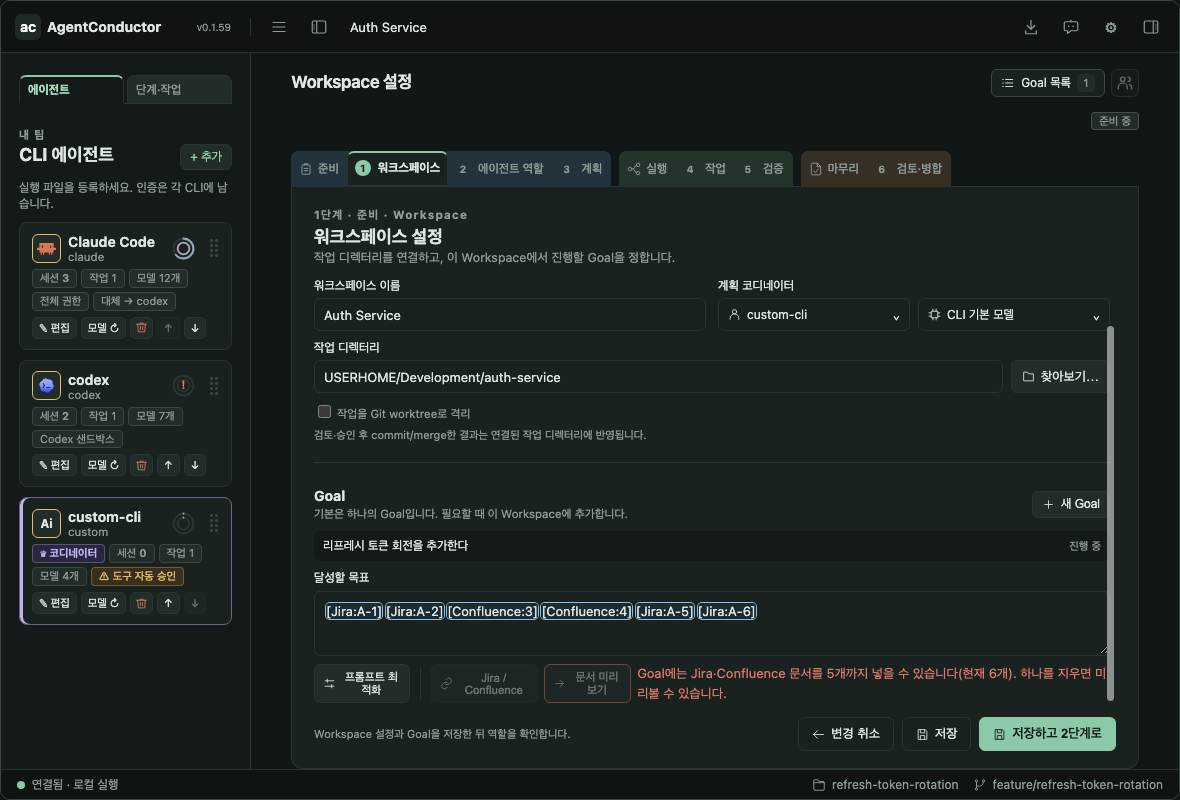 ac AgentConductor v0.1.59 Auth Service
에이전트 단계·작업
내 팀
CLI 에이전트 + 추가
실행 파일을 등록하세요. 인증은 각 CLI에 남
습니다.
Claude Code
claude
세션 3 작업 1 모델 12개
전체 권한 대체 → codex
✎ 편집 모델 ↻ ↑ ↓
codex
codex
세션 2 작업 1 모델 7개
Codex 샌드박스
✎ 편집 모델 ↻ ↑ ↓
Ai custom-cli
custom
♛ 코디네이터 세션 0 작업 1
모델 4개 ⚠ 도구 자동 승인
✎ 편집 모델 ↻ ↑ ↓
Workspace 설정
Goal 목록 1
준비 중
준비 1 워크스페이스 2 에이전트 역할 3 계획 실행 4 작업 5 검증 마무리 6 검토·병합
1단계 · 준비 · Workspace
워크스페이스 설정
작업 디렉터리를 연결하고, 이 Workspace에서 진행할 Goal을 정합니다.
워크스페이스 이름 계획 코디네이터
Auth Service custom-cli CLI 기본 모델
작업 디렉터리
USERHOME/Development/auth-service 찾아보기...
작업을 Git worktree로 격리
검토·승인 후 commit/merge한 결과는 연결된 작업 디렉터리에 반영됩니다.
Goal
기본은 하나의 Goal입니다. 필요할 때 이 Workspace에 추가합니다.
+ 새 Goal
리프레시 토큰 회전을 추가한다 진행 중
달성할 목표
[Jira:A-1] [Jira:A-2] [Confluence:3] [Confluence:4] [Jira:A-5] [Jira:A-6]
프롬프트 최
적화
Jira /
Confluence
→ 문서 미리
보기
Goal에는 Jira·Confluence 문서를 5개까지 넣을 수 있습니다(현재 6개). 하나를 지우면 미
리볼 수 있습니다.
Workspace 설정과 Goal을 저장한 뒤 역할을 확인합니다.
← 변경 취소 저장 저장하고 2단계로
연결됨 · 로컬 실행 refresh-token-rotation feature/refresh-token-rotation